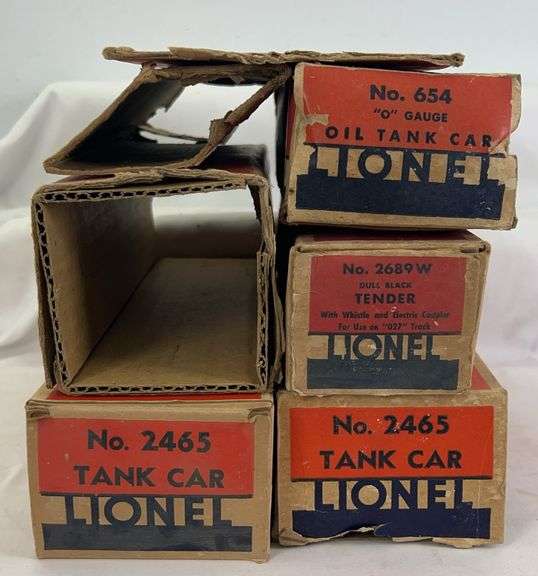 No. 654
"O" GAUGE
OIL TANK CAR
LIONEL
No. 2689W
DULL BLACK
TENDER
With Whistle and Electric Coupler
For Use on "027" Track
LIONEL
No. 2465
TANK CAR
LIONEL
No. 2465
TANK CAR
LIONEL